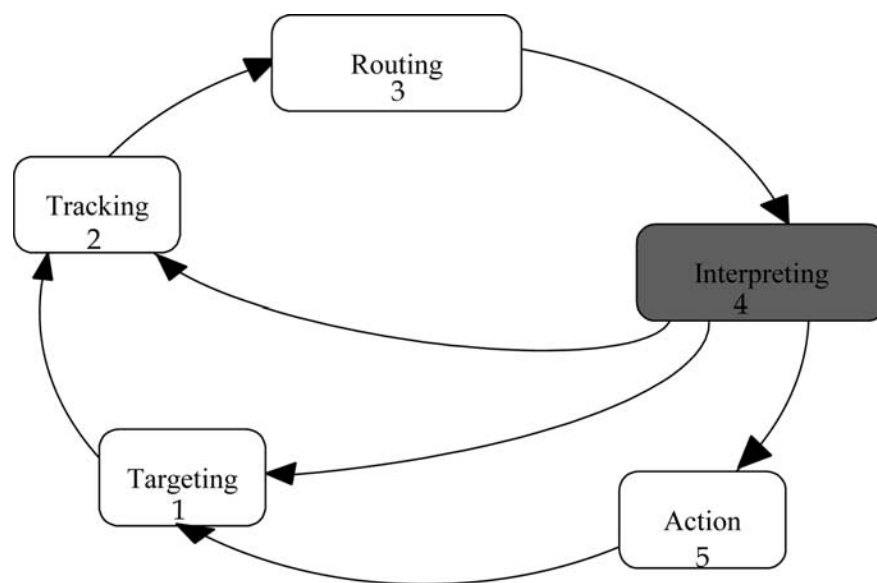 Routing
3
Tracking
2
Interpreting
4
Targeting
1
Action
5